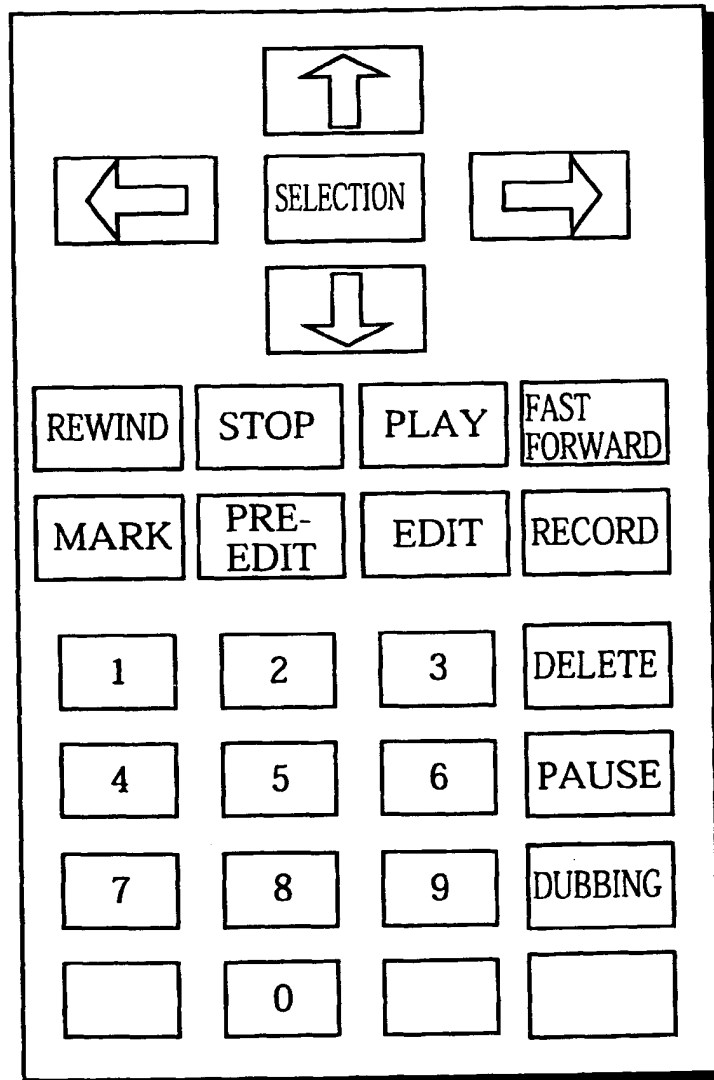 SELECTION
REWIND STOP PLAY FAST
FORWARD
MARK PRE-
EDIT EDIT RECORD
1 2 3 DELETE
4 5 6 PAUSE
7 8 9 DUBBING
0